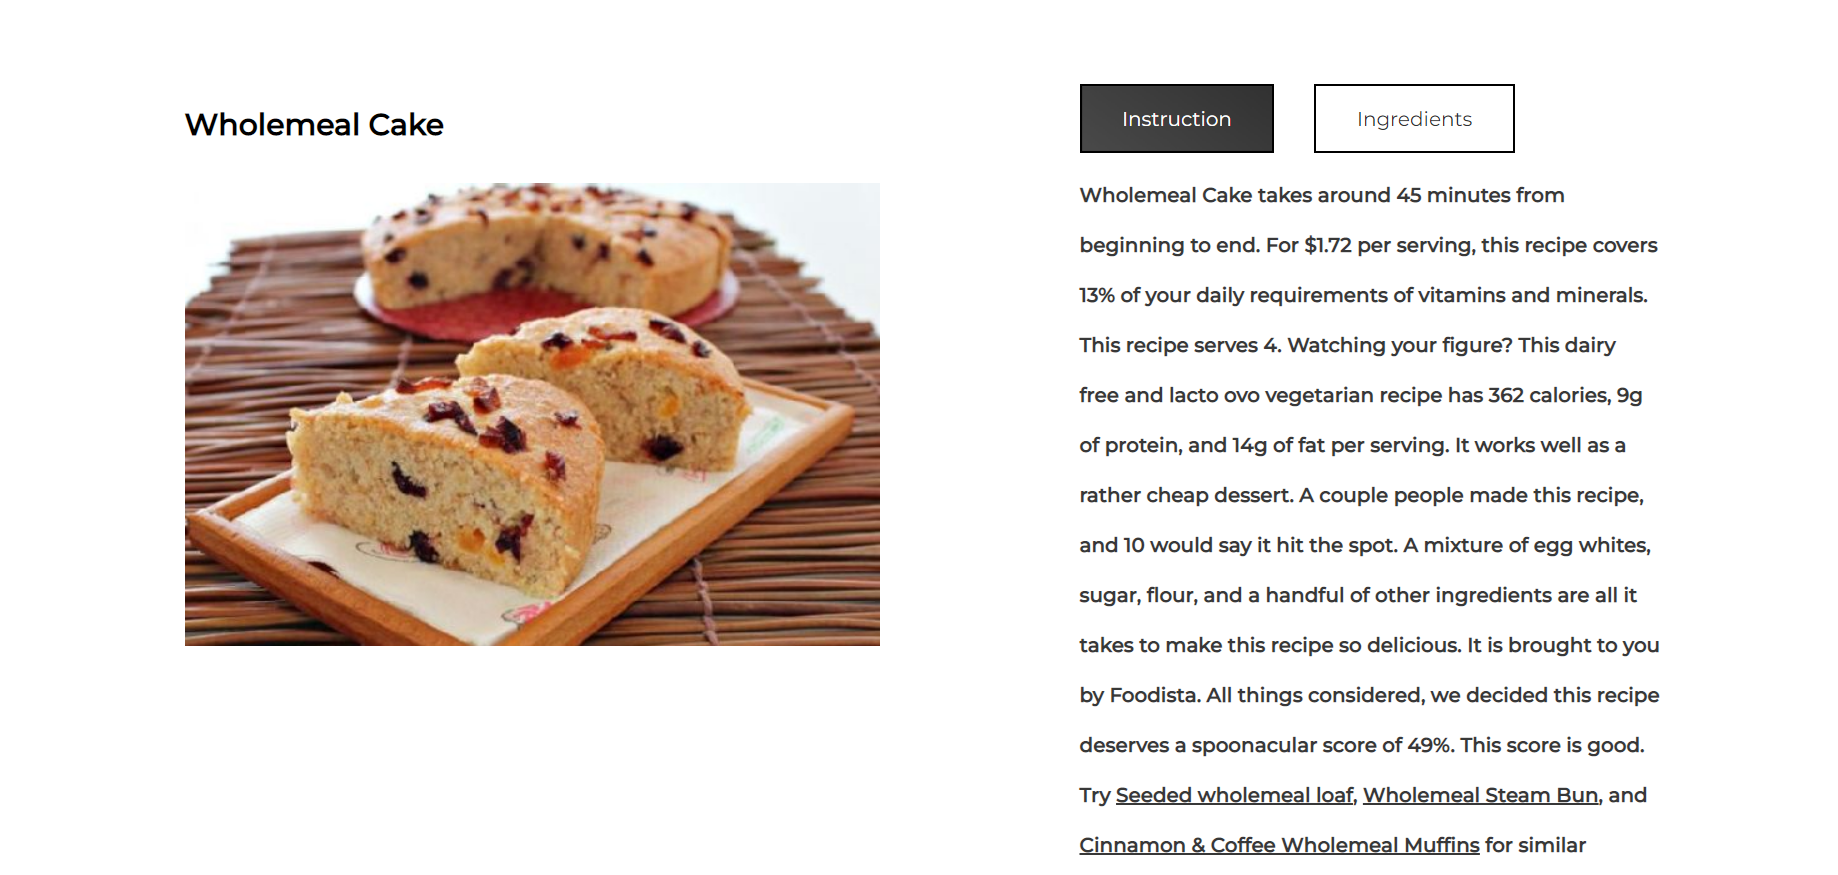 Wholemeal Cake
Instruction
Ingredients
Wholemeal Cake takes around 45 minutes from
beginning to end. For $1.72 per serving, this recipe covers
13% of your daily requirements of vitamins and minerals.
This recipe serves 4. Watching your figure? This dairy
free and lacto ovo vegetarian recipe has 362 calories, 9g
of protein, and 14g of fat per serving. It works well as a
rather cheap dessert. A couple people made this recipe,
and 10 would say it hit the spot. A mixture of egg whites,
sugar, flour, and a handful of other ingredients are all it
takes to make this recipe so delicious. It is brought to you
by Foodista. All things considered, we decided this recipe
deserves a spoonacular score of 49%. This score is good.
Try Seeded wholemeal loaf, Wholemeal Steam Bun, and
Cinnamon & Coffee Wholemeal Muffins for similar